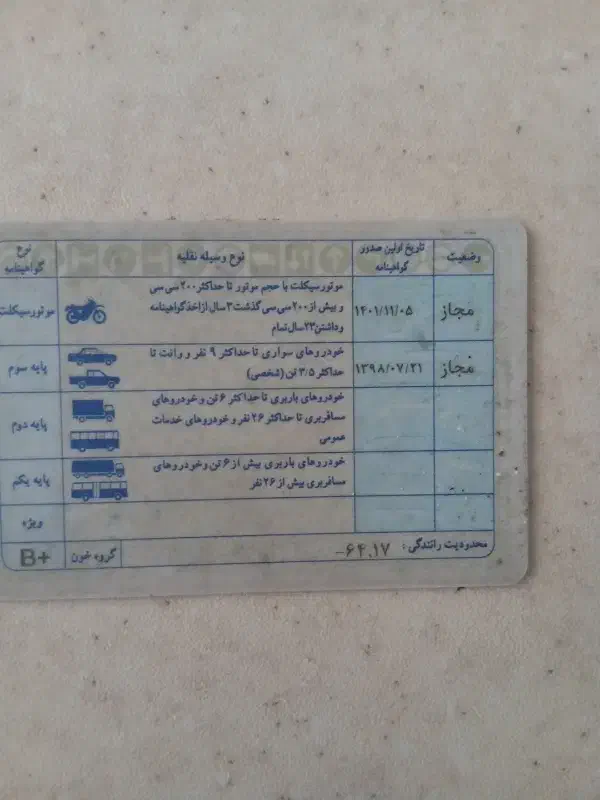 وضعیت
تاریخ اولین صدور گواهینامه
نوع وسیله نقلیه
نوع گواهینامه
مجاز
۱۴۰۱/۱۱/۰۵
موتورسیکلت با حجم موتور تا حداکثر ۲۰۰ سی سی
و بیش از ۲۰۰ سی سی گذشت ۳ سال از اخذ گواهینامه
و داشتن ۲۳ سال تمام
موتورسیکلت
مجاز
۱۳۹۸/۰۷/۲۱
خودروهای سواری تا حداکثر ۹ نفر و وانت تا
حداکثر ۳/۵ تن (شخصی)
پایه سوم
خودروهای باربری تا حداکثر ۶ تن و خودروهای
مسافربری تا حداکثر ۲۶ نفر و خودروهای خدمات
عمومی
پایه دوم
خودروهای باربری بیش از ۶ تن و خودروهای
مسافربری بیش از ۲۶ نفر
پایه یکم
ویژه
محدودیت رانندگی: ۶۴.۱۷-
گروه خون B+